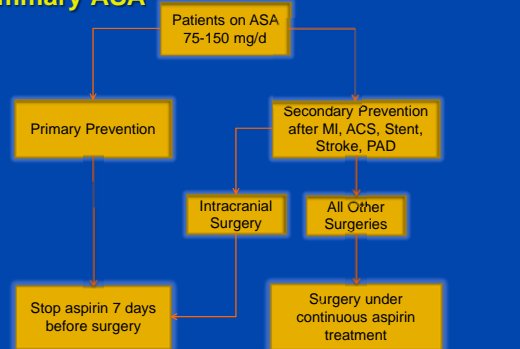 ASA
Patients on ASA
75-150 mg/d
Primary Prevention
Secondary Prevention
after MI, ACS, Stent,
Stroke, PAD
Intracranial
Surgery
All Other
Surgeries
Stop aspirin 7 days
before surgery
Surgery under
continuous aspirin
treatment